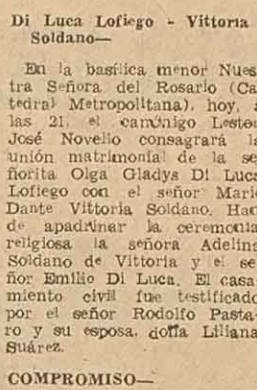 Di Luca Lofiego - Vittoria
Soldano—
En la basílica menor Nues
tra Señora del Rosario (Ca
tedral Metropolitana), hoy, a
las 21, el canónigo Lestor
José Novello consagrará la
unión matrimonial de la se
ñorita Olga Gladys Di Luca
Lofiego con el señor Mario
Dante Vittoria Soldano. Han
de apadrinar la ceremonia
religiosa la señora Adelina
Soldano de Vittoria y el se
ñor Emilio Di Luca. El casa-
miento civil fue testificado
por el señor Rodolfo Pasta-
ro y su esposa, doña Liliana
Suárez.
COMPROMISO—